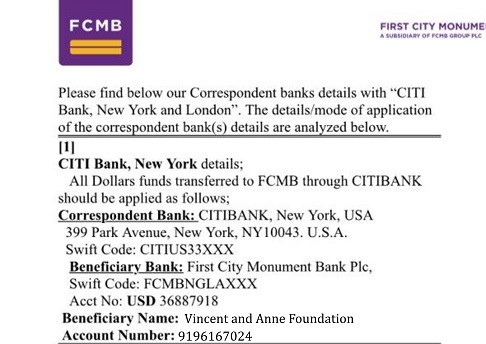 FCMB
FIRST CITY MONUME
A SUBSIDIARY OF FCMB GROUP PLC
Please find below our Correspondent banks details with “CITI
Bank, New York and London”. The details/mode of application
of the correspondent bank(s) details are analyzed below.
[1]
CITI Bank, New York details;
All Dollars funds transferred to FCMB through CITIBANK
should be applied as follows;
Correspondent Bank: CITIBANK, New York, USA
399 Park Avenue, New York, NY10043. U.S.A.
Swift Code: CITIUS33XXX
Beneficiary Bank: First City Monument Bank Plc,
Swift Code: FCMBNGLAXXX
Acct No: USD 36887918
Beneficiary Name: Vincent and Anne Foundation
Account Number: 9196167024